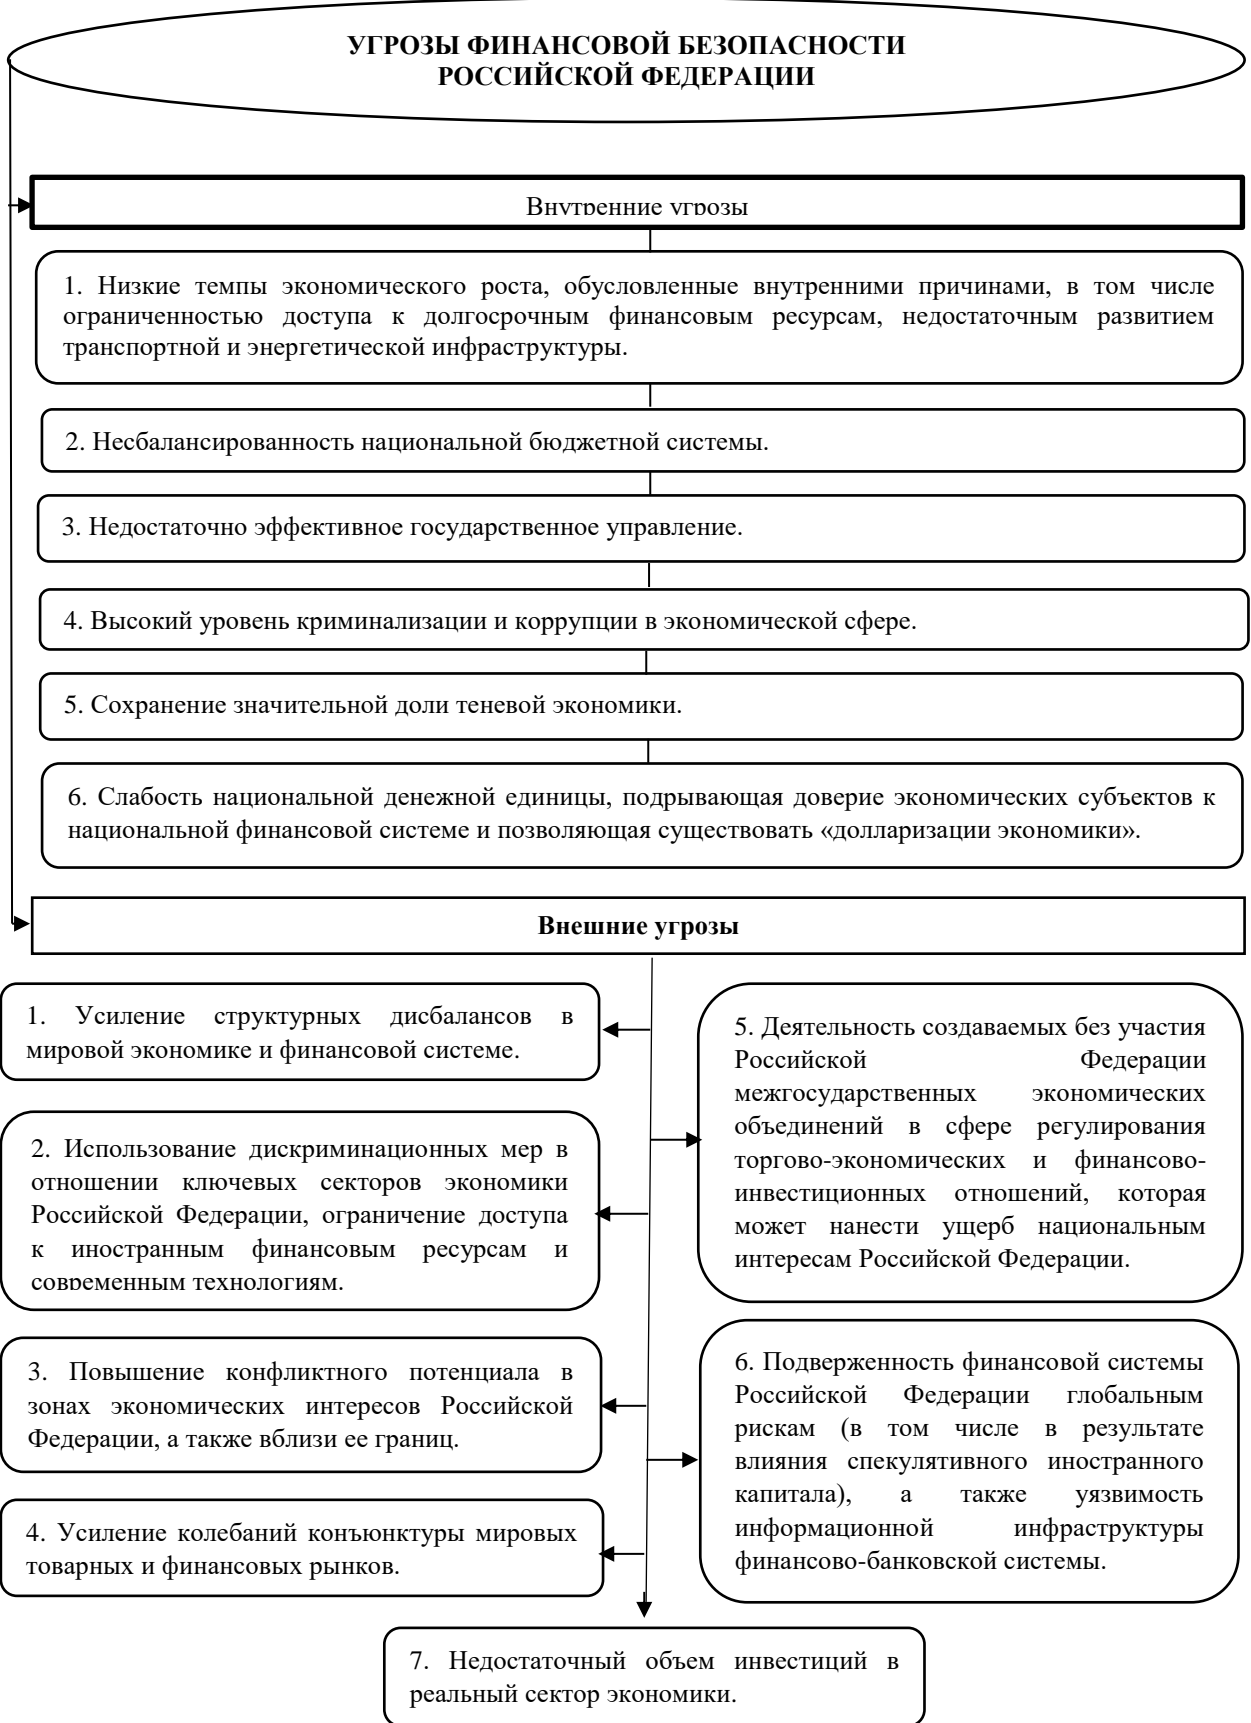 УГРОЗЫ ФИНАНСОВОЙ БЕЗОПАСНОСТИ
РОССИЙСКОЙ ФЕДЕРАЦИИ
Внутренние угрозы
1. Низкие темпы экономического роста, обусловленные внутренними причинами, в том числе
ограниченностью доступа к долгосрочным финансовым ресурсам, недостаточным развитием
транспортной и энергетической инфраструктуры.
2. Несбалансированность национальной бюджетной системы.
3. Недостаточно эффективное государственное управление.
4. Высокий уровень криминализации и коррупции в экономической сфере.
5. Сохранение значительной доли теневой экономики.
6. Слабость национальной денежной единицы, подрывающая доверие экономических субъектов к
национальной финансовой системе и позволяющая существовать «долларизации экономики».
Внешние угрозы
1. Усиление структурных дисбалансов в
мировой экономике и финансовой системе.
2. Использование дискриминационных мер в
отношении ключевых секторов экономики
Российской Федерации, ограничение доступа
к иностранным финансовым ресурсам и
современным технологиям.
3. Повышение конфликтного потенциала в
зонах экономических интересов Российской
Федерации, а также вблизи ее границ.
4. Усиление колебаний конъюнктуры мировых
товарных и финансовых рынков.
5. Деятельность создаваемых без участия
Российской Федерации
межгосударственных экономических
объединений в сфере регулирования
торгово-экономических и финансово-
инвестиционных отношений, которая
может нанести ущерб национальным
интересам Российской Федерации.
6. Подверженность финансовой системы
Российской Федерации глобальным
рискам (в том числе в результате
влияния спекулятивного иностранного
капитала), а также уязвимость
информационной инфраструктуры
финансово-банковской системы.
7. Недостаточный объем инвестиций в
реальный сектор экономики.